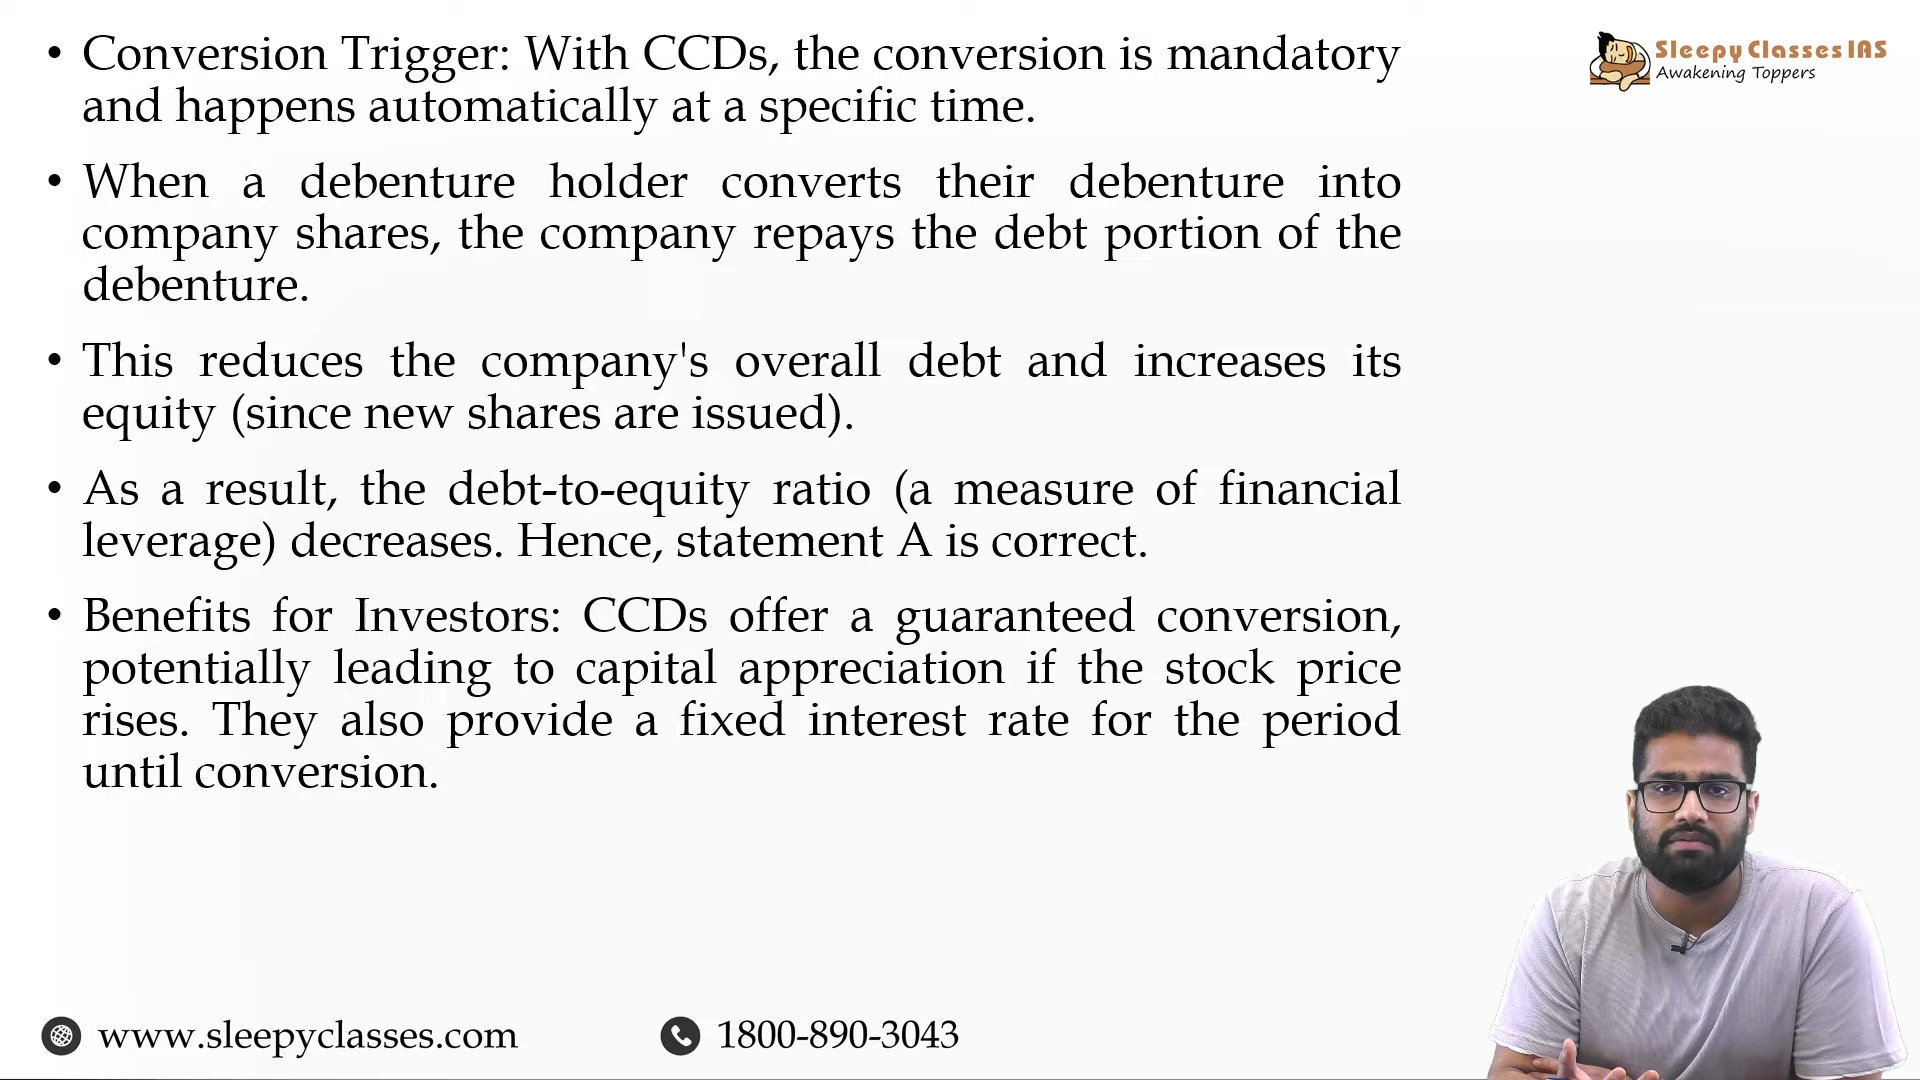 • Conversion Trigger: With CCDs, the conversion is mandatory
and happens automatically at a specific time.
• When a debenture holder converts their debenture into
company shares, the company repays the debt portion of the
debenture.
• This reduces the company's overall debt and increases its
equity (since new shares are issued).
• As a result, the debt-to-equity ratio (a measure of financial
leverage) decreases. Hence, statement A is correct.
• Benefits for Investors: CCDs offer a guaranteed conversion,
potentially leading to capital appreciation if the stock price
rises. They also provide a fixed interest rate for the period
until conversion.
Sleepy Classes IAS
Awakening Toppers
www.sleepyclasses.com
1800-890-3043